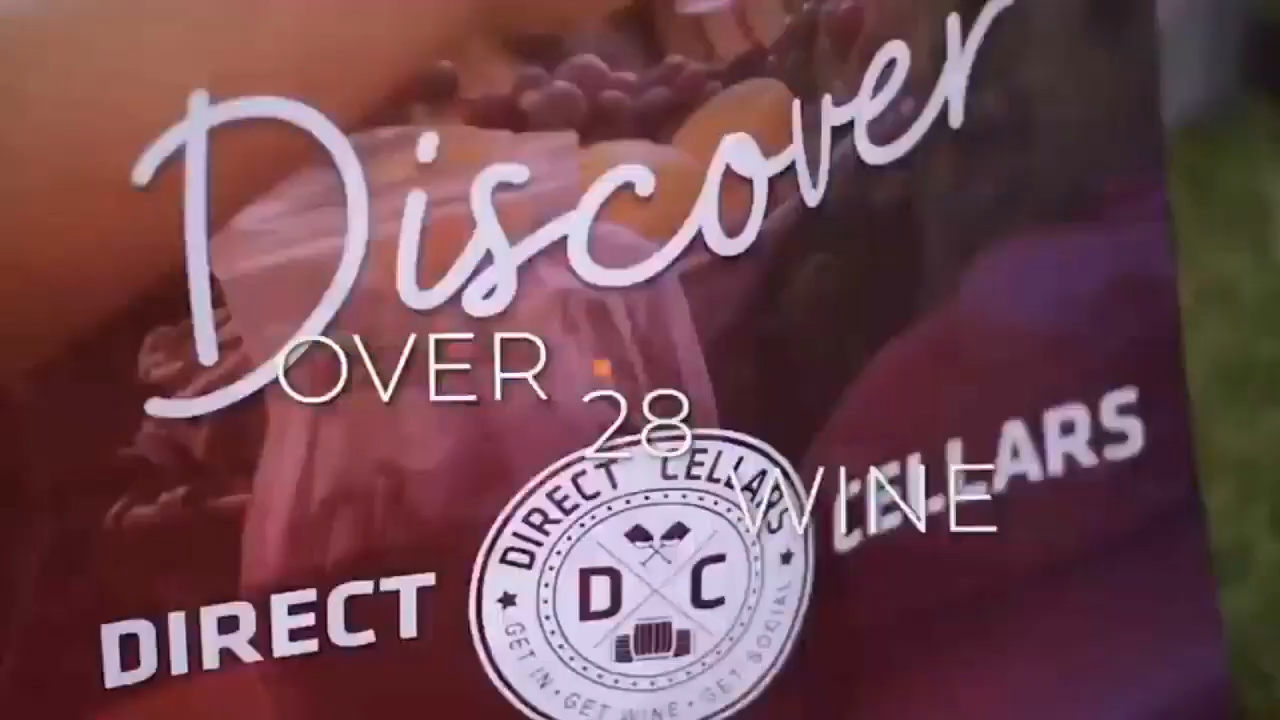 Discover
OVER
28
WINE
DIRECT CELLARS
DIRECT CELLARS
D C
GET IN • GET WINE • GET SOCIAL